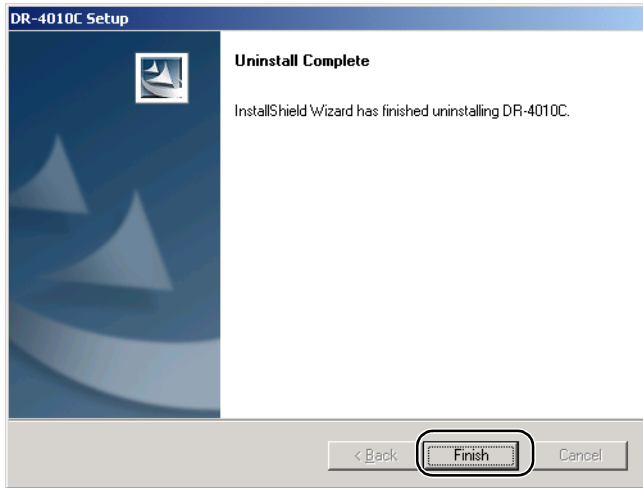 DR-4010C Setup
Uninstall Complete
InstallShield Wizard has finished uninstalling DR-4010C.
< Back Finish Cancel